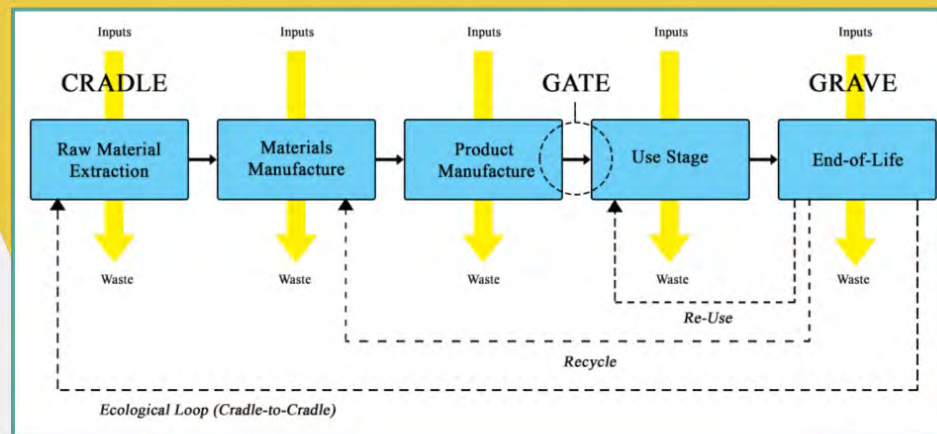 Inputs
Inputs
Inputs
Inputs
Inputs
CRADLE
GATE
GRAVE
Raw Material
Extraction
Materials
Manufacture
Product
Manufacture
Use Stage
End-of-Life
Waste
Waste
Waste
Waste
Waste
Re-Use
Recycle
Ecological Loop (Cradle-to-Cradle)